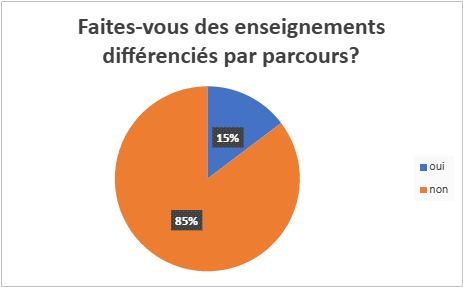 Faites-vous des enseignements
différenciés par parcours?
15%
oui
non
85%